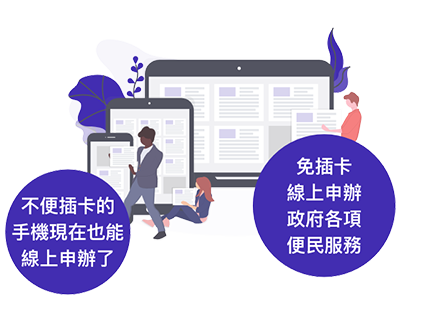 不便插卡的
手機現在也能
線上申辦了
免插卡
線上申辦
政府各項
便民服務